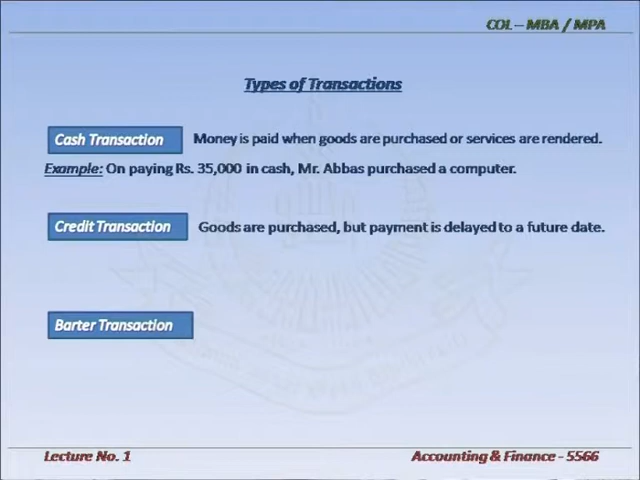 COL – MBA / MPA
Types of Transactions
Cash Transaction Money is paid when goods are purchased or services are rendered.
Example: On paying Rs. 35,000 in cash, Mr. Abbas purchased a computer.
Credit Transaction Goods are purchased, but payment is delayed to a future date.
Barter Transaction
Lecture No. 1 Accounting & Finance - 5566